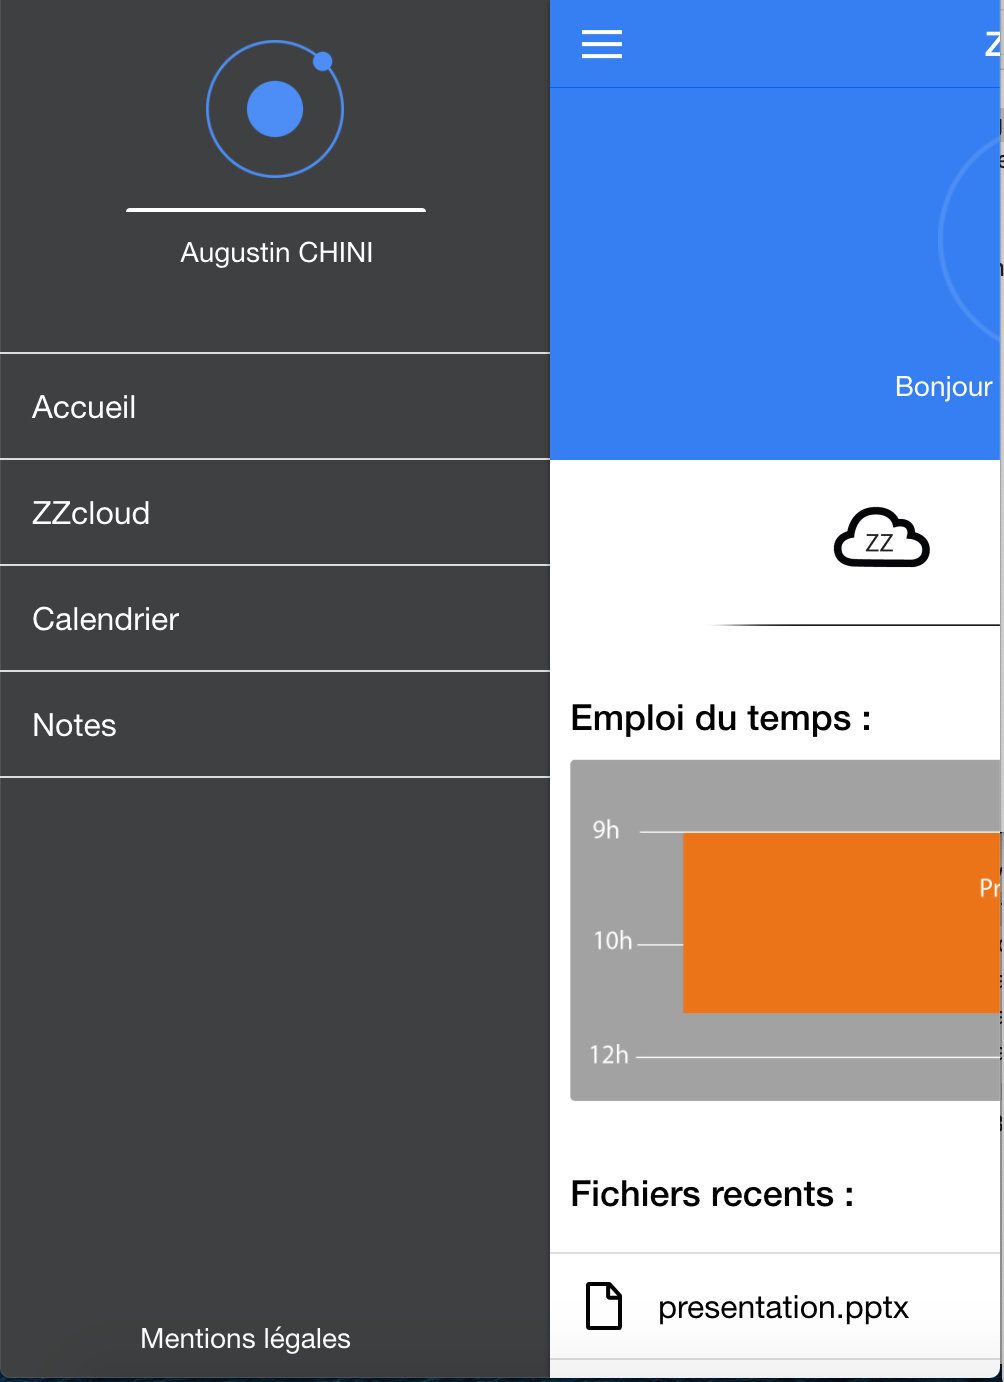 Augustin CHINI
Accueil
ZZcloud
Calendrier
Notes
Mentions légales
Bonjour
ZZ
Emploi du temps :
9h
10h
12h
Fichiers recents :
presentation.pptx